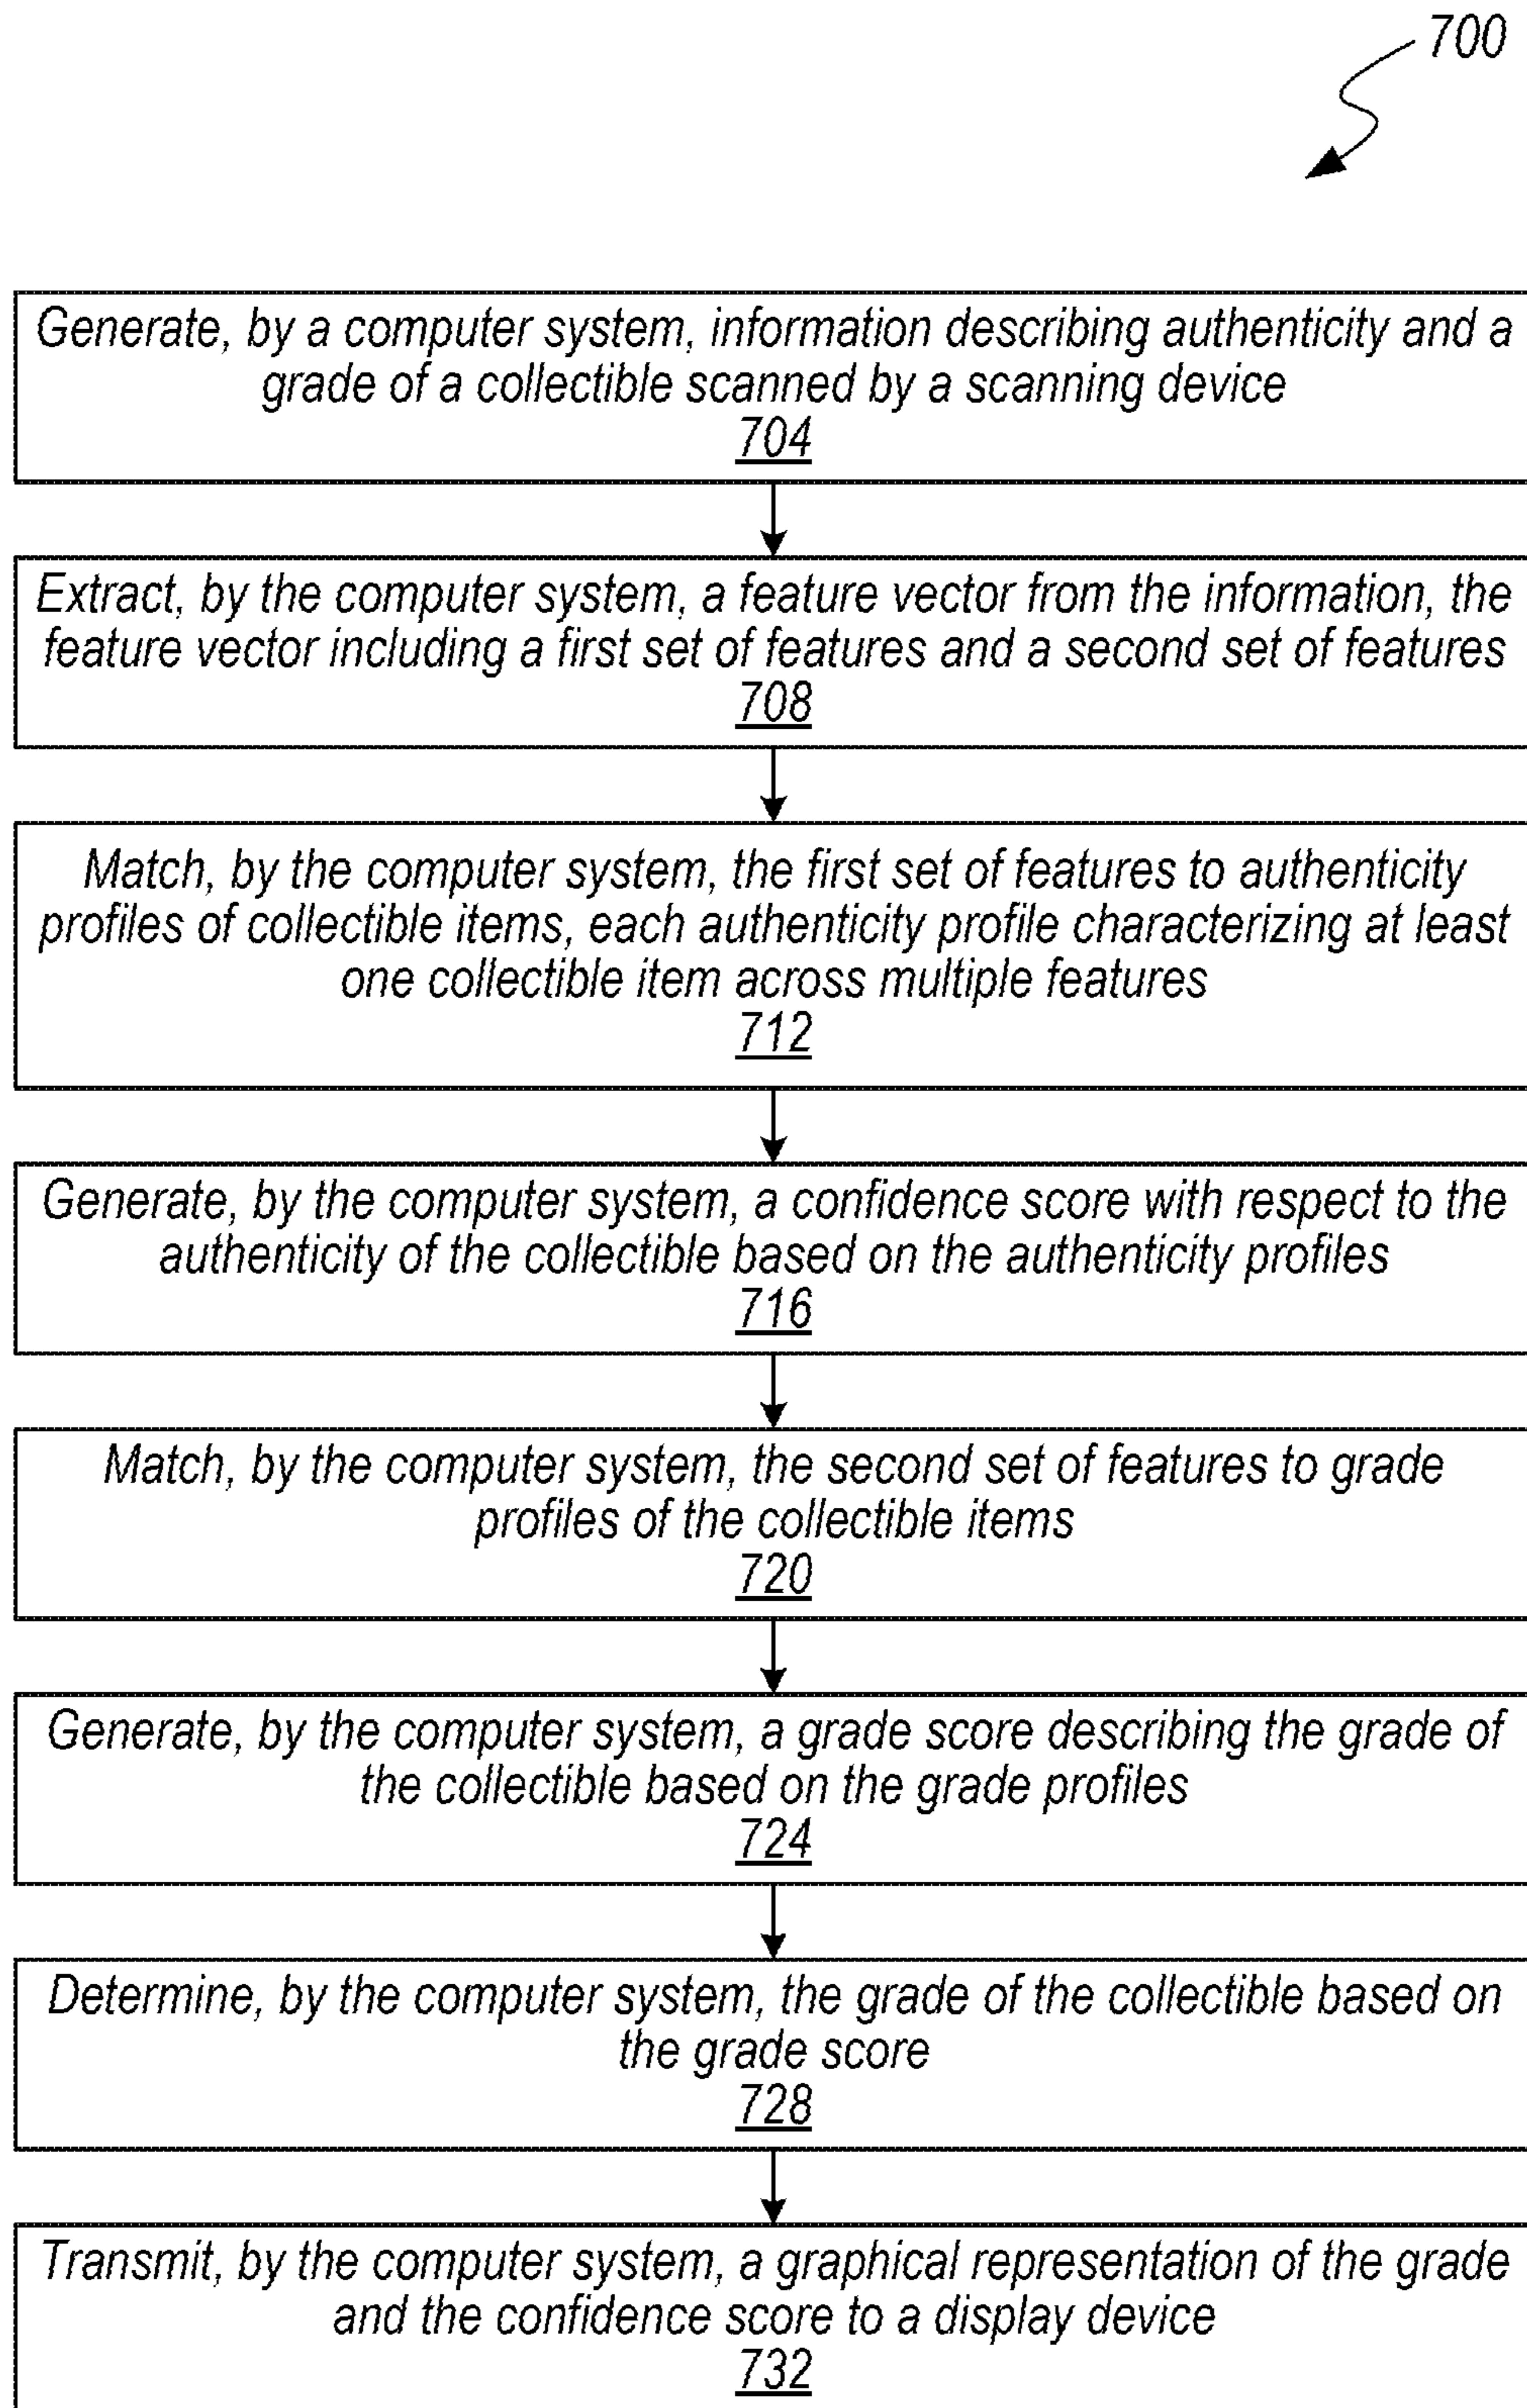 700
Generate, by a computer system, information describing authenticity and a
grade of a collectible scanned by a scanning device
704
Extract, by the computer system, a feature vector from the information, the
feature vector including a first set of features and a second set of features
708
Match, by the computer system, the first set of features to authenticity
profiles of collectible items, each authenticity profile characterizing at least
one collectible item across multiple features
712
Generate, by the computer system, a confidence score with respect to the
authenticity of the collectible based on the authenticity profiles
716
Match, by the computer system, the second set of features to grade
profiles of the collectible items
720
Generate, by the computer system, a grade score describing the grade of
the collectible based on the grade profiles
724
Determine, by the computer system, the grade of the collectible based on
the grade score
728
Transmit, by the computer system, a graphical representation of the grade
and the confidence score to a display device
732